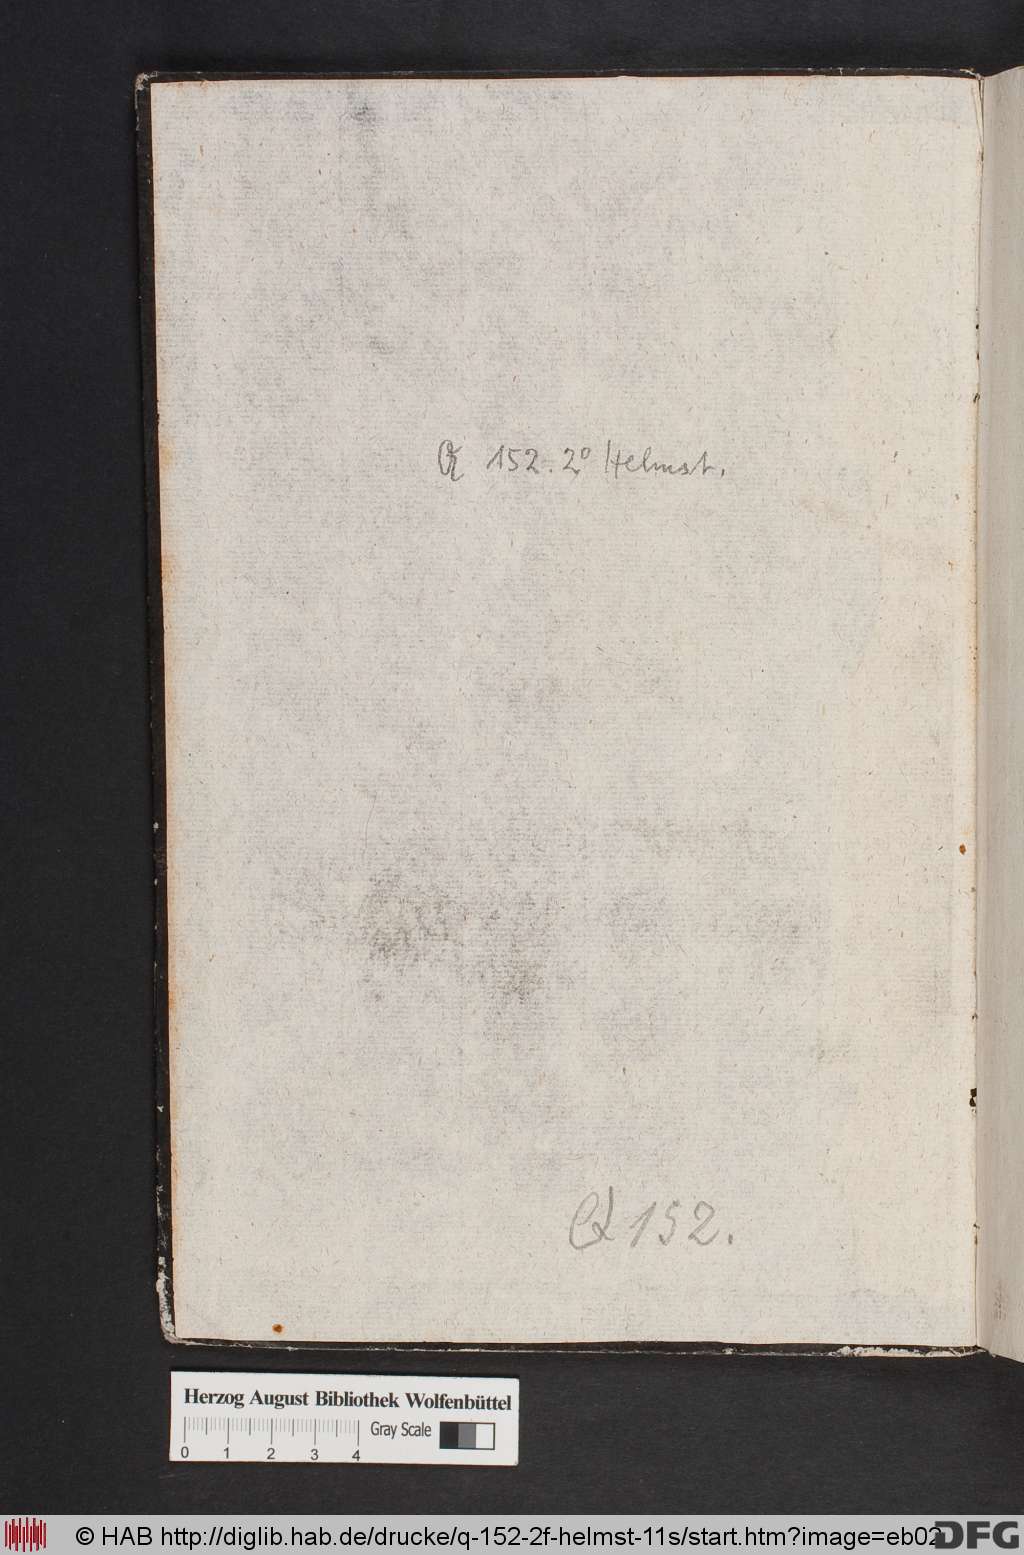 Q 152. 2° Helmst.
Q 152.
Herzog August Bibliothek Wolfenbüttel
Gray Scale
0 1 2 3 4
© HAB http://diglib.hab.de/drucke/q-152-2f-helmst-11s/start.htm?image=eb02
DFG